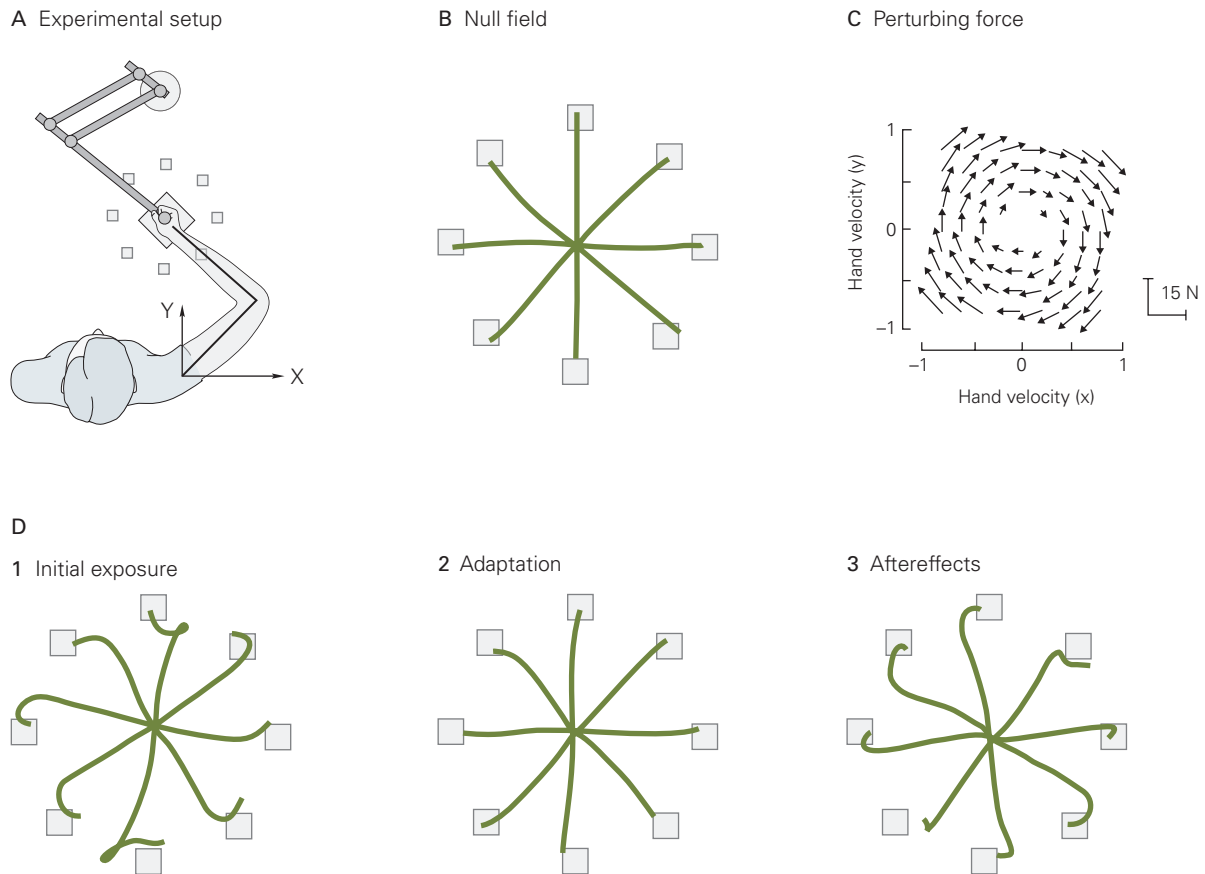 A Experimental setup
B Null field
C Perturbing force
Y
X
Hand velocity (y)
1
0
−1
−1
0
1
Hand velocity (x)
15 N
D
1 Initial exposure
2 Adaptation
3 Aftereffects